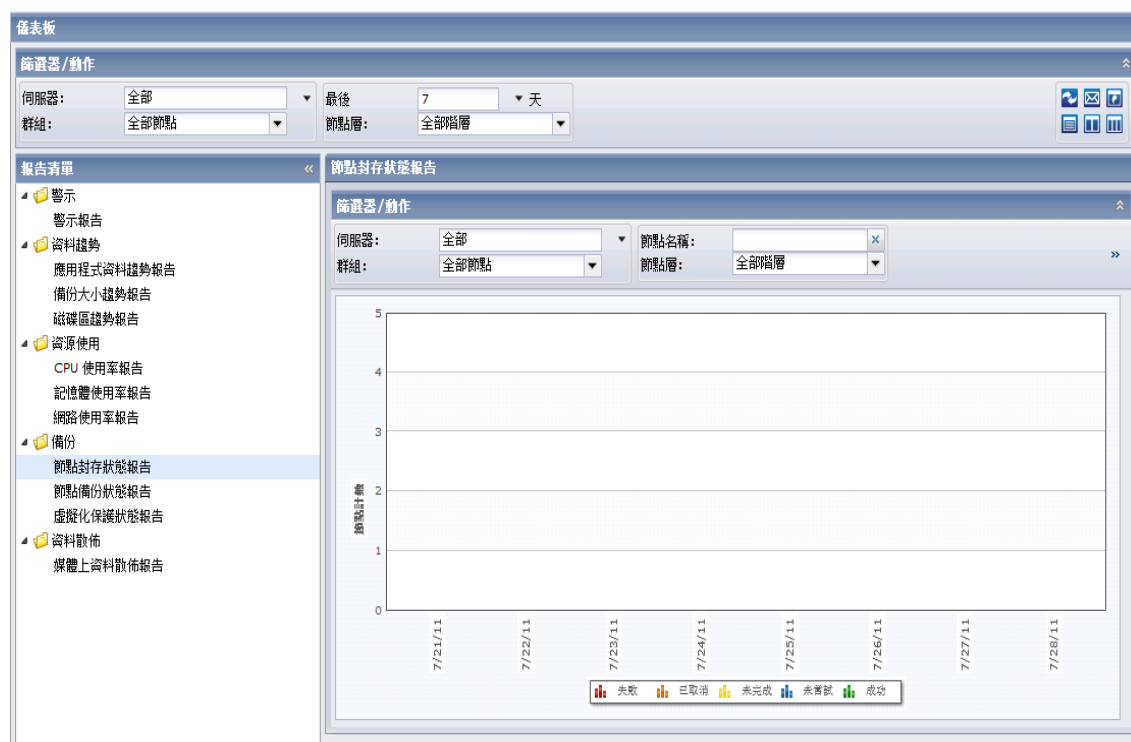 儀表板
篩選器/動作
伺服器： 全部 最後 7 天
群組： 全部節點 節點層： 全部階層
報告清單
警示
警示報告
資料趨勢
應用程式資料趨勢報告
備份大小趨勢報告
磁碟區趨勢報告
資源使用
CPU 使用率報告
記憶體使用率報告
網路使用率報告
備份
節點封存狀態報告
節點備份狀態報告
虛擬化保護狀態報告
資料散佈
媒體上資料散佈報告
節點封存狀態報告
篩選器/動作
伺服器： 全部 節點名稱：
群組： 全部節點 節點層： 全部階層
節點計數
5
4
3
2
1
0
7/21/11 7/22/11 7/23/11 7/24/11 7/25/11 7/26/11 7/27/11 7/28/11
失敗 已取消 未完成 未嘗試 成功